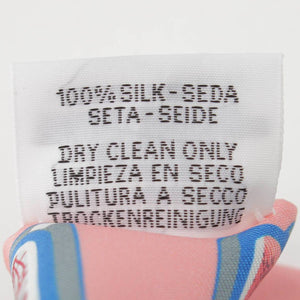 100% SILK-SEDA
SETA-SEIDE
DRY CLEAN ONLY
LIMPIEZA EN SECO
PULITURA A SECCO
TROCKENREINIGUNG